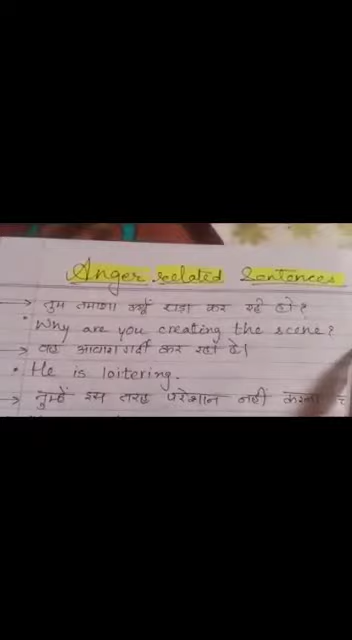 Anger related Sentences
→ तुम तमाशा क्यूँ खड़ा कर रहे हो?
• Why are you creating the scene?
→ वह आवारागर्दी कर रहा है।
• He is loitering.
→ तुम्हें इस तरह परेशान नहीं करना